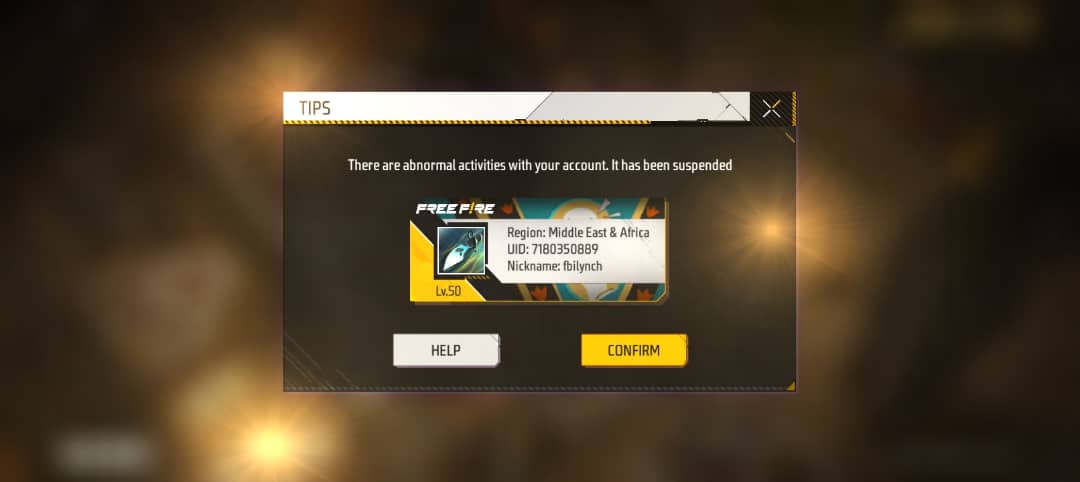 TIPS
There are abnormal activities with your account. It has been suspended
FREE FIRE
Region: Middle East & Africa
UID: 7180350889
Nickname: fbilynch
Lv.50
HELP
CONFIRM